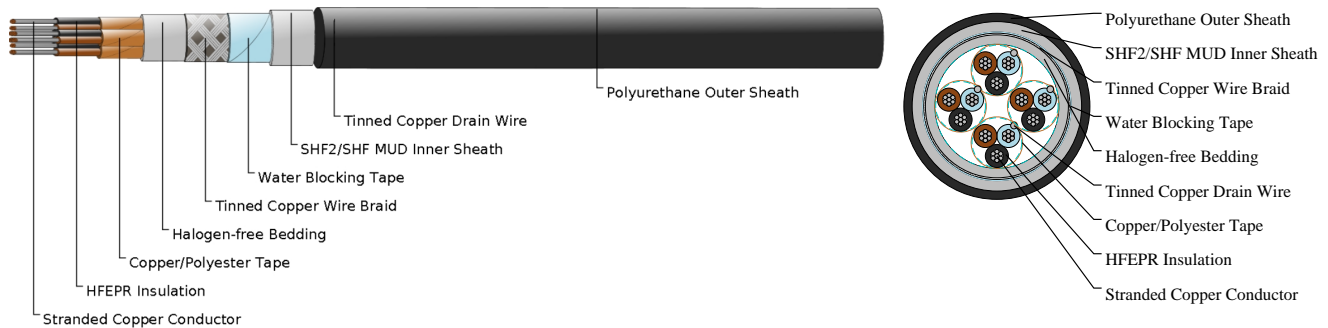 Polyurethane Outer Sheath
Tinned Copper Drain Wire
SHF2/SHF MUD Inner Sheath
Water Blocking Tape
Tinned Copper Wire Braid
Halogen-free Bedding
Copper/Polyester Tape
HFEPR Insulation
Stranded Copper Conductor
Polyurethane Outer Sheath
SHF2/SHF MUD Inner Sheath
Tinned Copper Wire Braid
Water Blocking Tape
Halogen-free Bedding
Tinned Copper Drain Wire
Copper/Polyester Tape
HFEPR Insulation
Stranded Copper Conductor